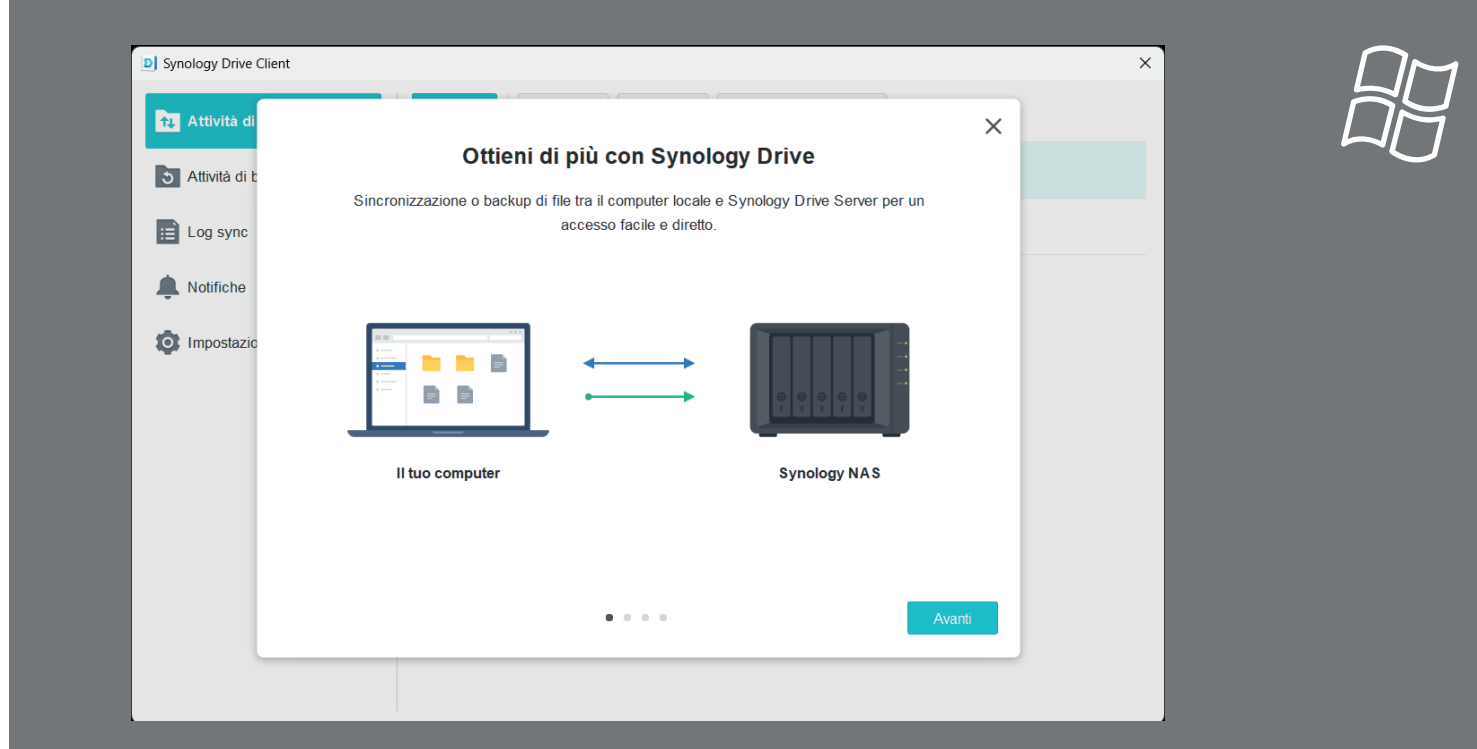 Synology Drive Client
Attività di
Attività di b
Log sync
Notifiche
Impostazio
Ottieni di più con Synology Drive
Sincronizzazione o backup di file tra il computer locale e Synology Drive Server per un
accesso facile e diretto.
Il tuo computer
Synology NAS
Avanti